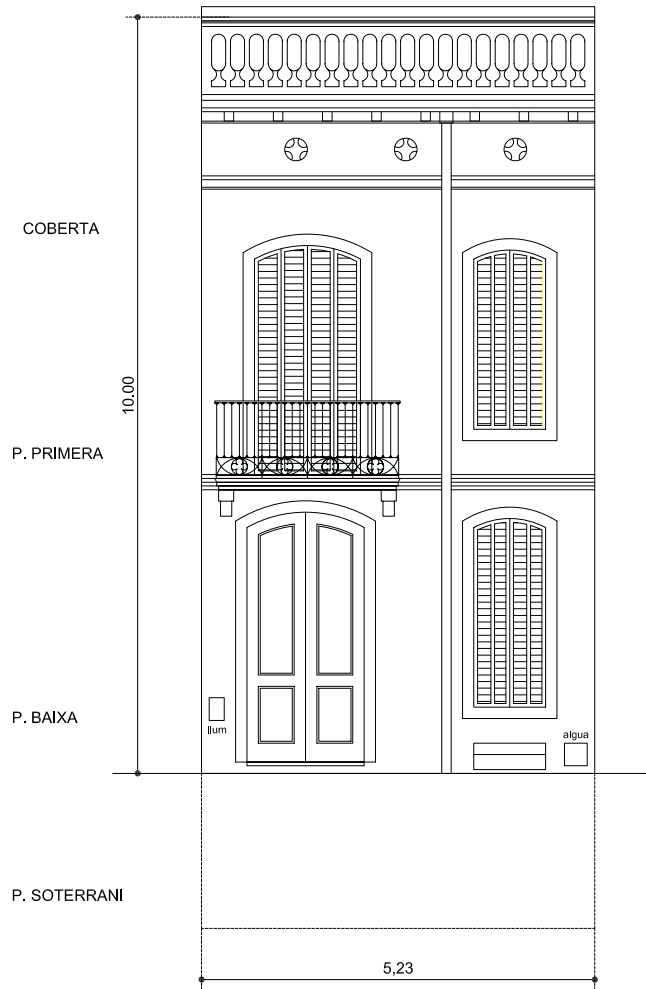 COBERTA
10.00
P. PRIMERA
P. BAIXA
llum
aigua
P. SOTERRANI
5,23